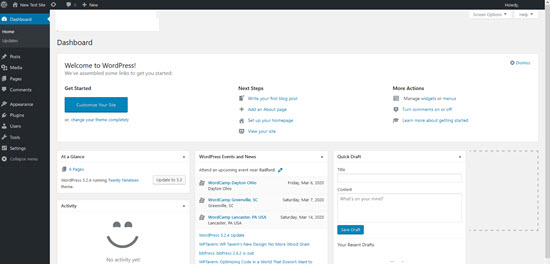 New Test Site
0
New
Howdy,
Dashboard
Screen Options
Help
Home
Updates
Dashboard
Posts
Media
Pages
Comments
Appearance
Plugins
Users
Tools
Settings
Collapse menu
Welcome to WordPress!
Dismiss
We've assembled some links to get you started:
Get Started
Customize Your Site
or, change your theme completely
Next Steps
Write your first blog post
Add an About page
Set up your homepage
View your site
More Actions
Manage widgets or menus
Turn comments on or off
Learn more about getting started
At a Glance
6 Pages
WordPress 5.2.4 running Twenty Nineteen
theme.
Update to 5.3
Activity
No activity yet!
WordPress Events and News
Attend an upcoming event near Radford.
WordCamp Dayton Ohio
Dayton Ohio
Friday, Mar 6, 2020
WordCamp Greenville, SC
Greenville, SC
Saturday, Mar 7, 2020
WordCamp Lancaster, PA USA
Lancaster, PA, USA
Saturday, Mar 14, 2020
WordPress 5.2.4 Update
WPTavern: WP Tavern's New Design: No More Wood Grain
WPTavern: Optimizing Code in a World That Doesn't Want to
Quick Draft
Title
Content
What's on your mind?
Save Draft
Your Recent Drafts